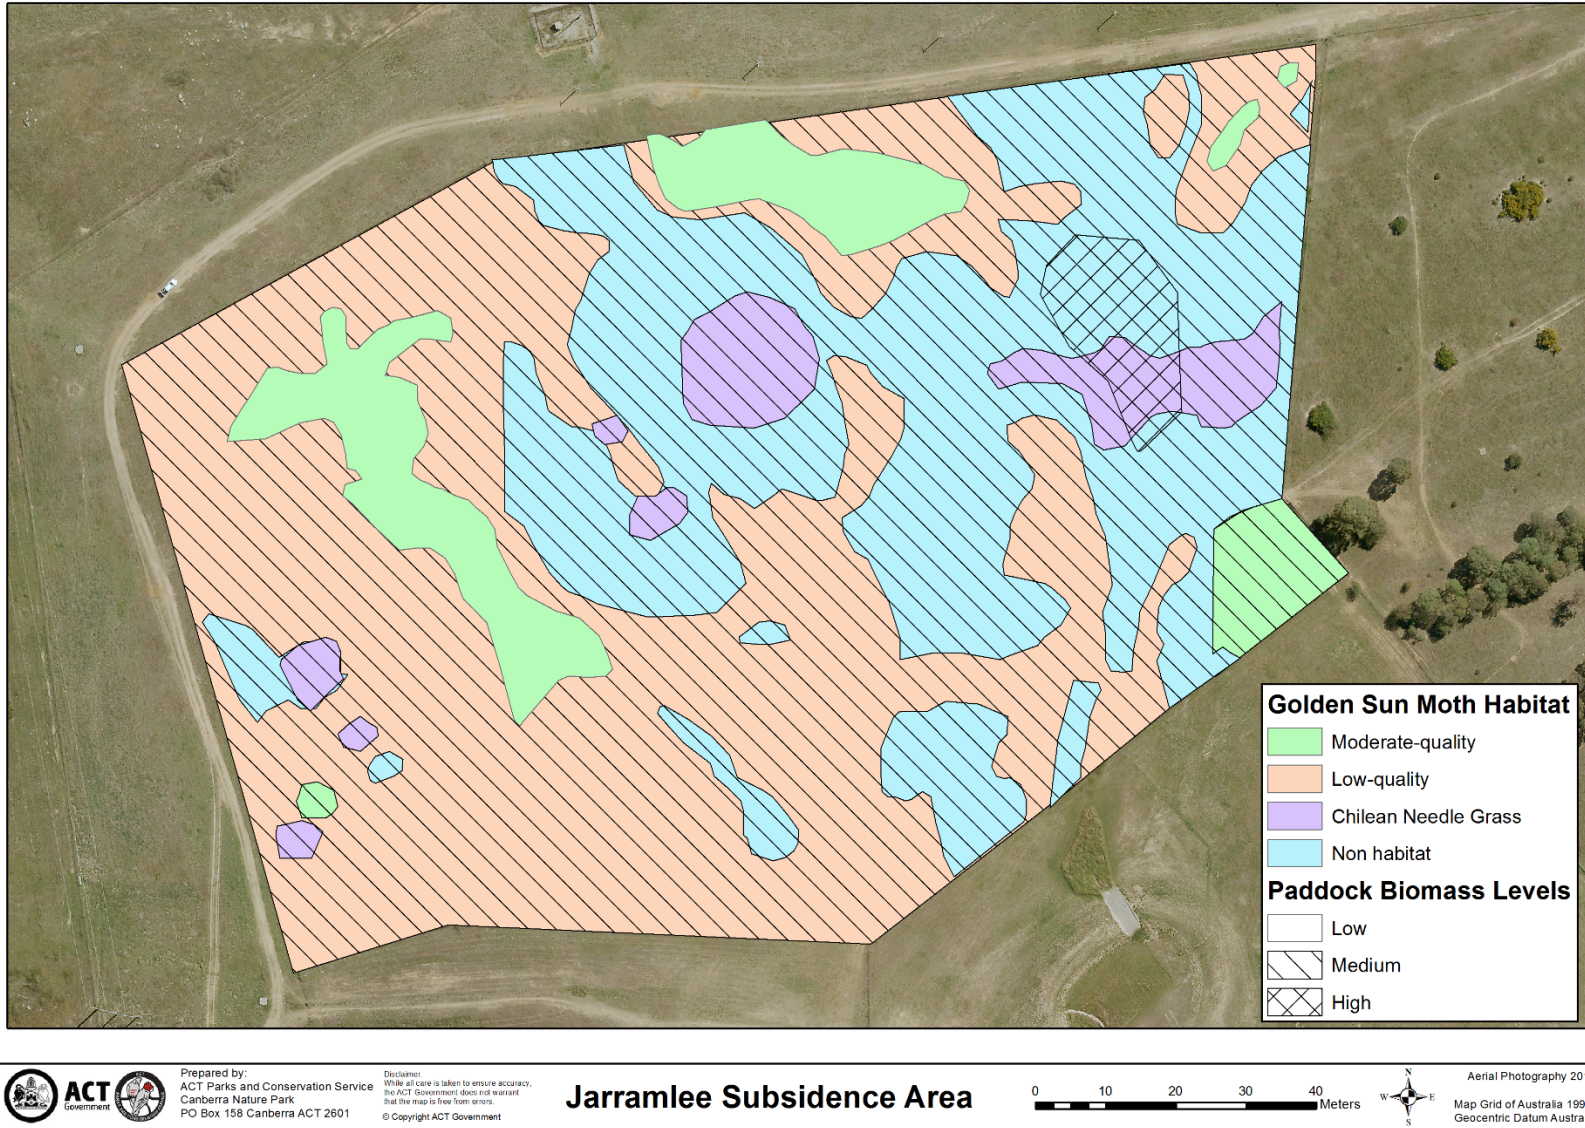 Golden Sun Moth Habitat
Moderate-quality
Low-quality
Chilean Needle Grass
Non habitat
Paddock Biomass Levels
Low
Medium
High
ACT
Government
Prepared by:
ACT Parks and Conservation Service
Canberra Nature Park
PO Box 158 Canberra ACT 2601
Disclaimer:
While all care is taken to ensure accuracy,
the ACT Government does not warrant
that the map is free from errors.
© Copyright ACT Government
Jarramlee Subsidence Area
0 10 20 30 40
Meters
N
W E
S
Aerial Photography 20
Map Grid of Australia 199
Geocentric Datum Austra